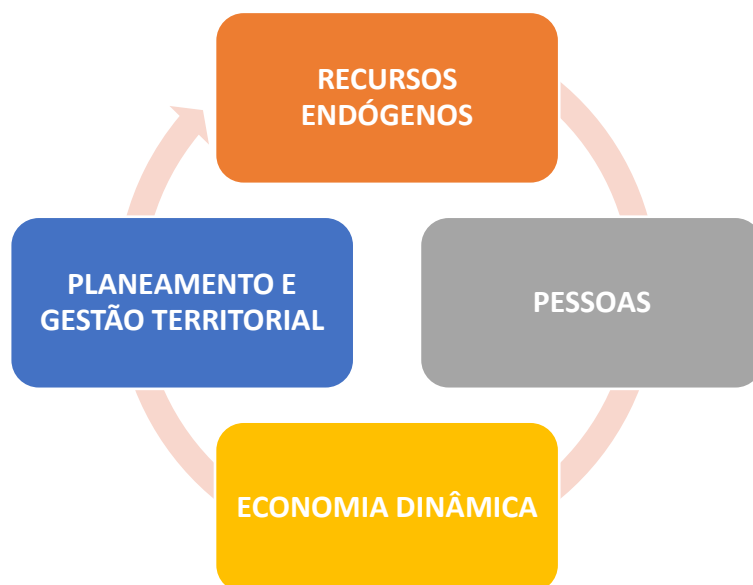 RECURSOS
ENDÓGENOS
PESSOAS
ECONOMIA DINÂMICA
PLANEAMENTO E
GESTÃO TERRITORIAL